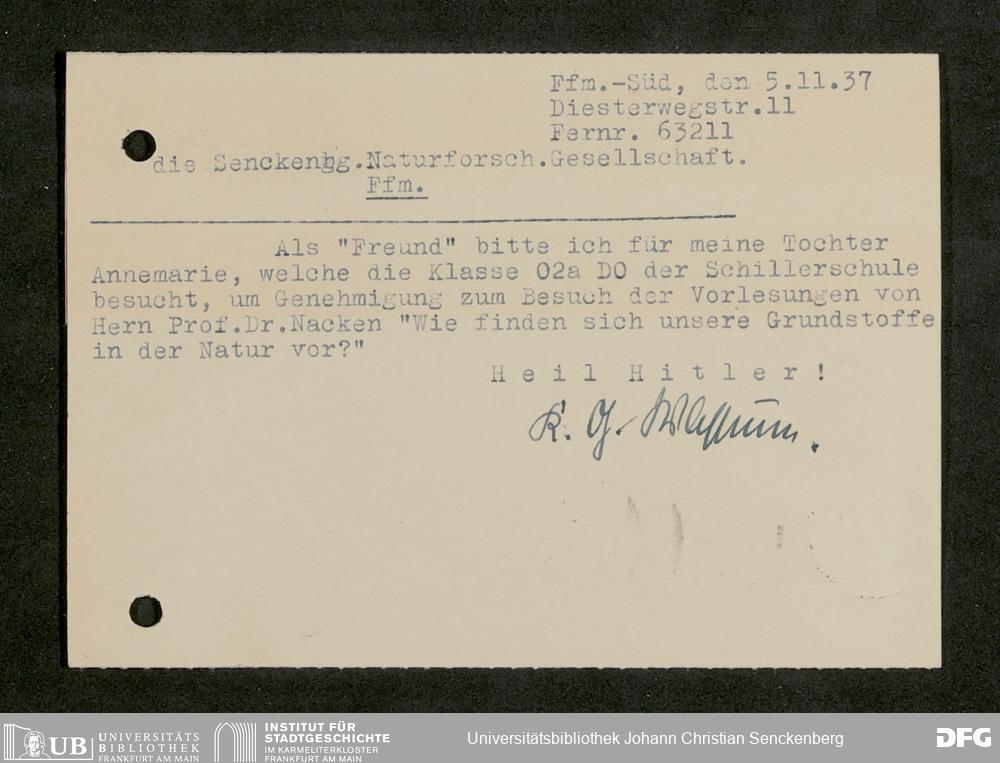 Ffm.-Süd, den 5.11.37
Diesterwegstr.11
Fernr. 63211
die Senckenbg.Naturforsch.Gesellschaft.
Ffm.
Als "Freund" bitte ich für meine Tochter
Annemarie, welche die Klasse O2a DO der Schillerschule
besucht, um Genehmigung zum Besuch der Vorlesungen von
Hern Prof.Dr.Nacken "Wie finden sich unsere Grundstoffe
in der Natur vor?"
Heil Hitler!
K. G.
UB UNIVERSITÄTS
BIBLIOTHEK
FRANKFURT AM MAIN
INSTITUT FÜR
STADTGESCHICHTE
IM KARMELITERKLOSTER
FRANKFURT AM MAIN
Universitätsbibliothek Johann Christian Senckenberg
DFG